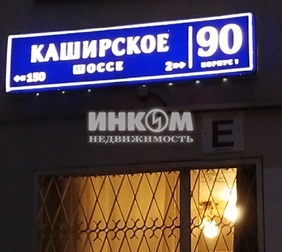 КАШИРСКОЕ
ШОССЕ
90
КОРПУС 1
150
2
ИНКОМ
НЕДВИЖИМОСТЬ
Е